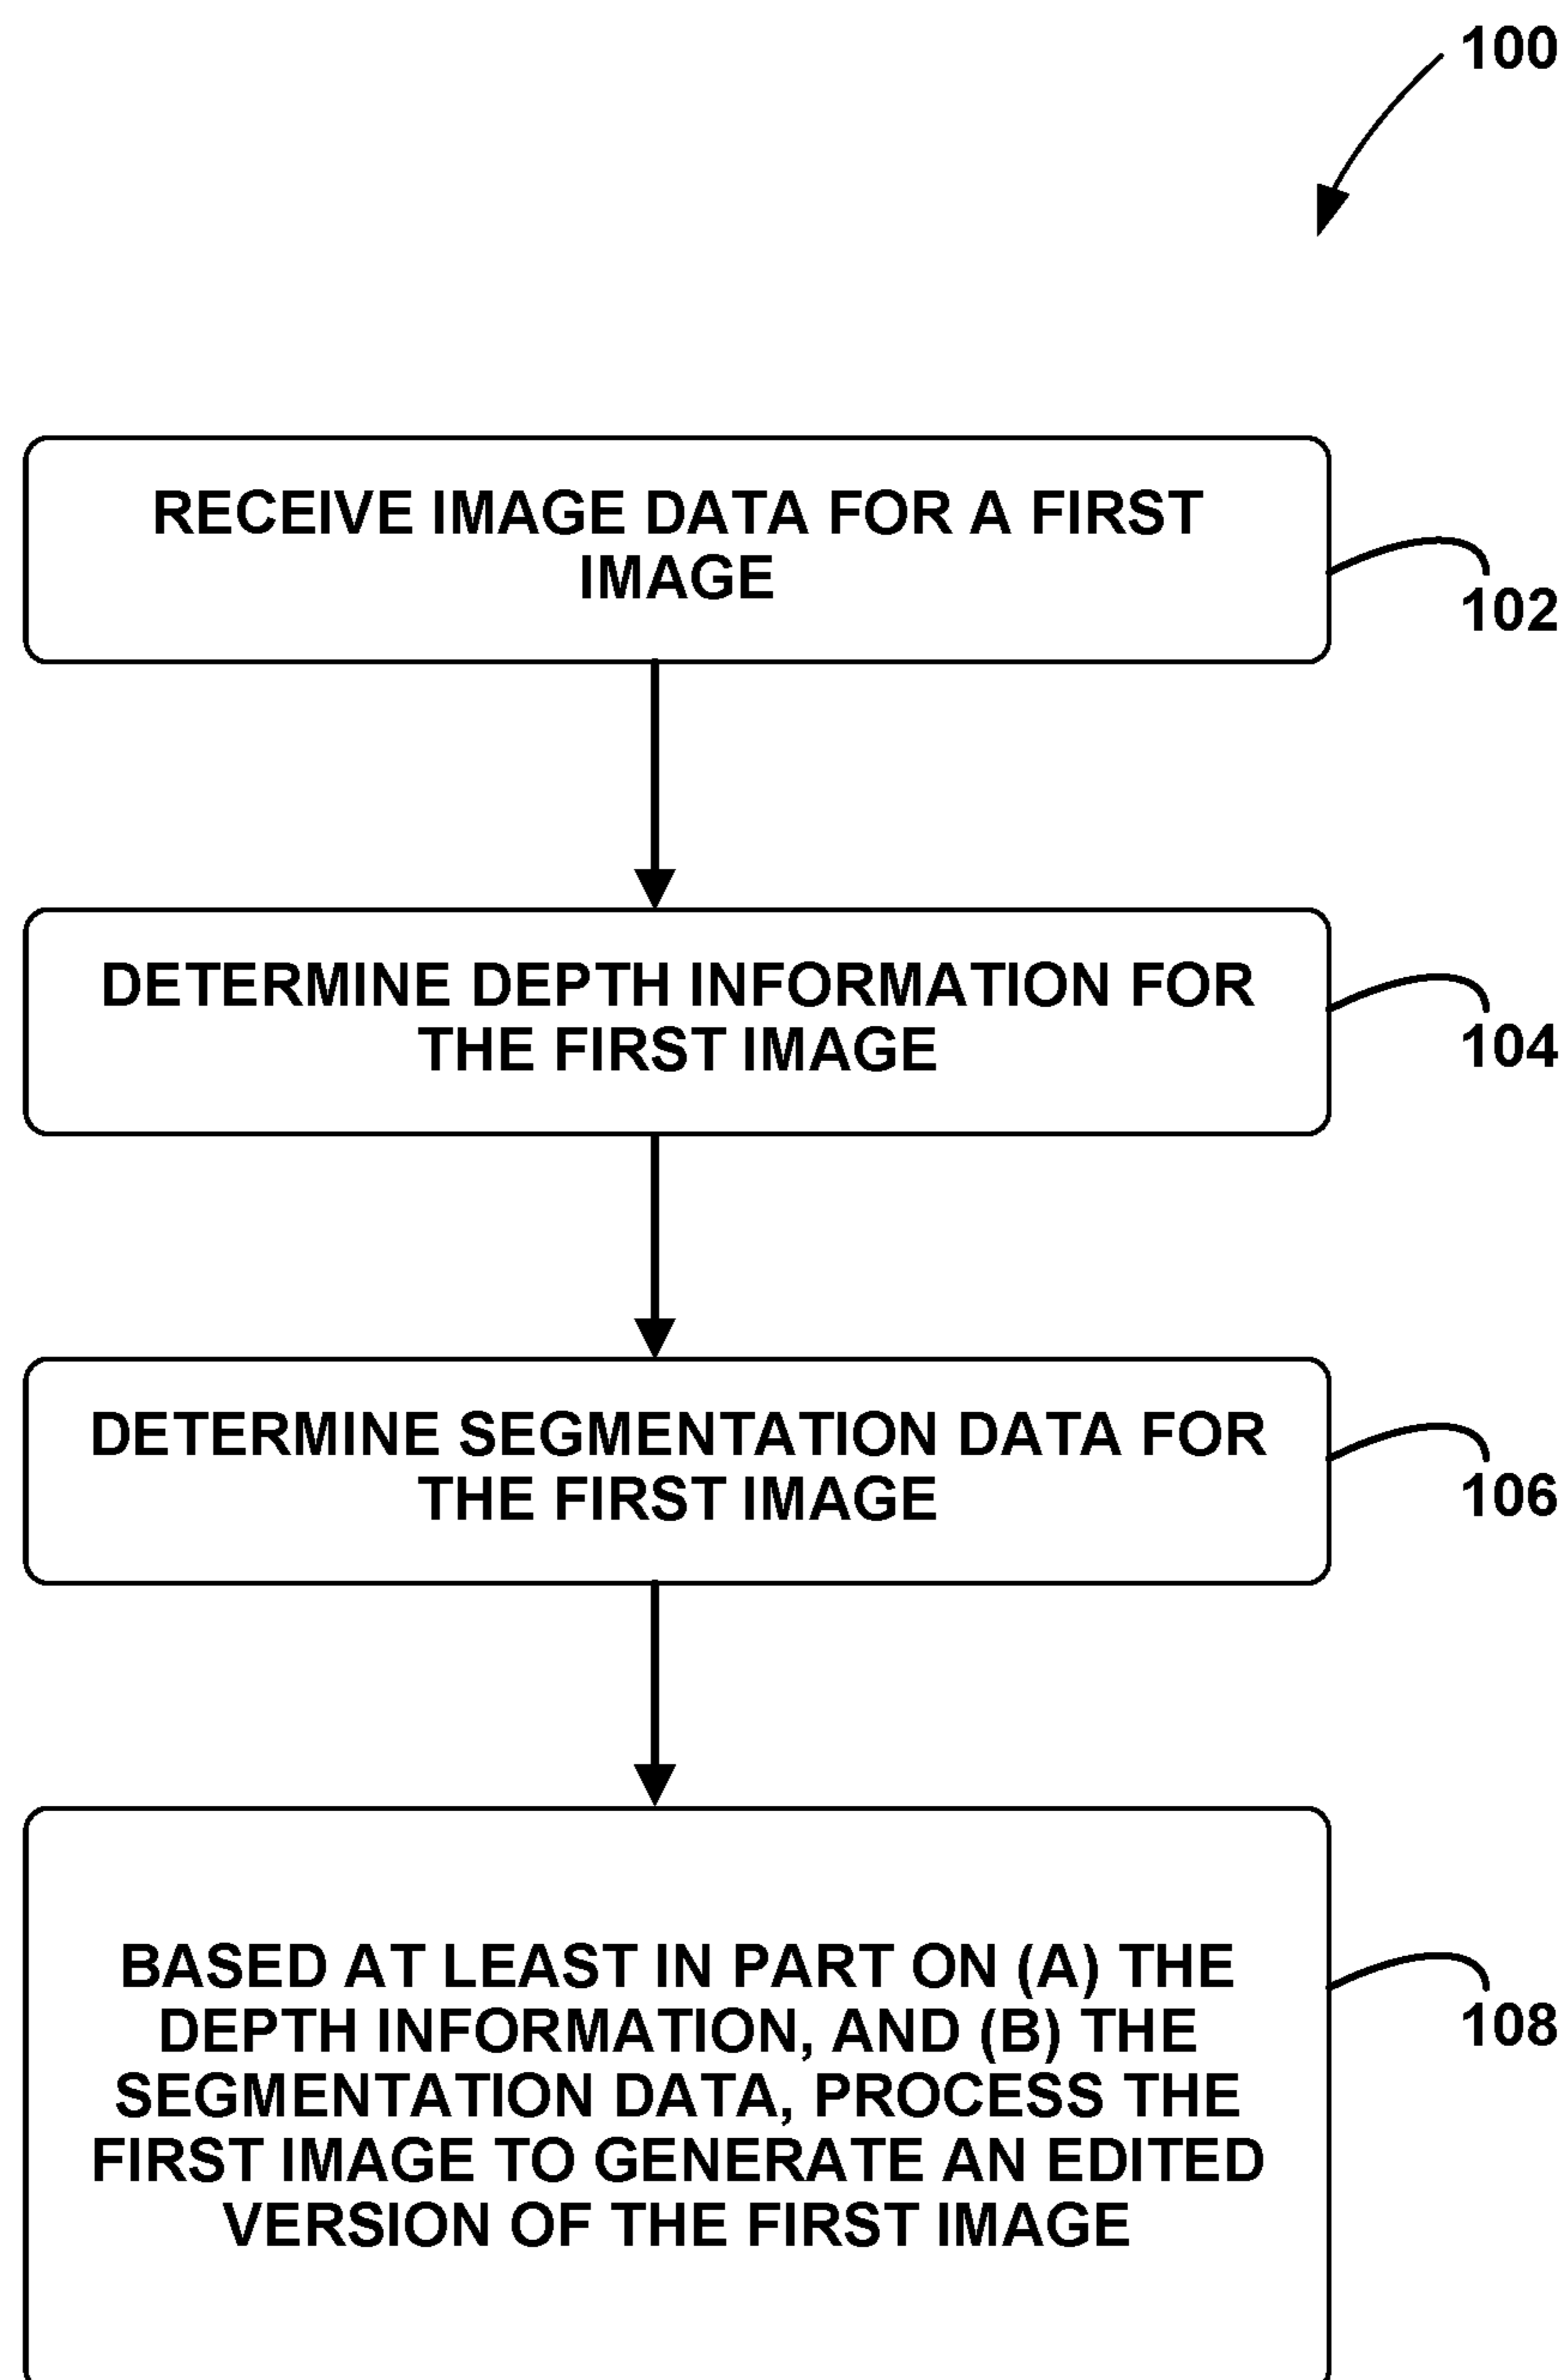 100
RECEIVE IMAGE DATA FOR A FIRST
IMAGE
102
DETERMINE DEPTH INFORMATION FOR
THE FIRST IMAGE
104
DETERMINE SEGMENTATION DATA FOR
THE FIRST IMAGE
106
BASED AT LEAST IN PART ON (A) THE
DEPTH INFORMATION, AND (B) THE
SEGMENTATION DATA, PROCESS THE
FIRST IMAGE TO GENERATE AN EDITED
VERSION OF THE FIRST IMAGE
108